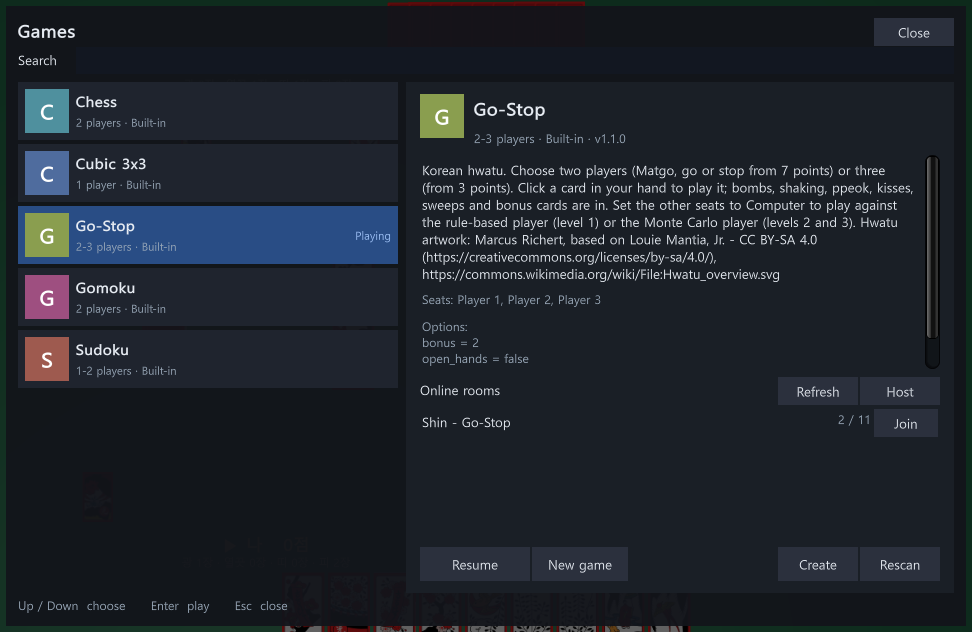 Games
Close
Search
C
Chess
2 players · Built-in
C
Cubic 3x3
1 player · Built-in
G
Go-Stop
2-3 players · Built-in
Playing
G
Gomoku
2 players · Built-in
S
Sudoku
1-2 players · Built-in
G
Go-Stop
2-3 players · Built-in · v1.1.0
Korean hwatu. Choose two players (Matgo, go or stop from 7 points) or three
(from 3 points). Click a card in your hand to play it; bombs, shaking, ppeok, kisses,
sweeps and bonus cards are in. Set the other seats to Computer to play against
the rule-based player (level 1) or the Monte Carlo player (levels 2 and 3). Hwatu
artwork: Marcus Richert, based on Louie Mantia, Jr. - CC BY-SA 4.0
(https://creativecommons.org/licenses/by-sa/4.0/),
https://commons.wikimedia.org/wiki/File:Hwatu_overview.svg
Seats: Player 1, Player 2, Player 3
Options:
bonus = 2
open_hands = false
Online rooms
Refresh
Host
Shin - Go-Stop
2 / 11
Join
Resume
New game
Create
Rescan
Up / Down choose Enter play Esc close